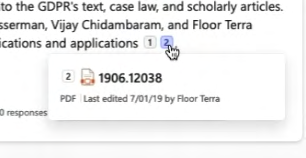 to the GDPR's text, case law, and scholarly articles.
sserman, Vijay Chidambaram, and Floor Terra
ications and applications 1 2
2 1906.12038
PDF Last edited 7/01/19 by Floor Terra
0 responses